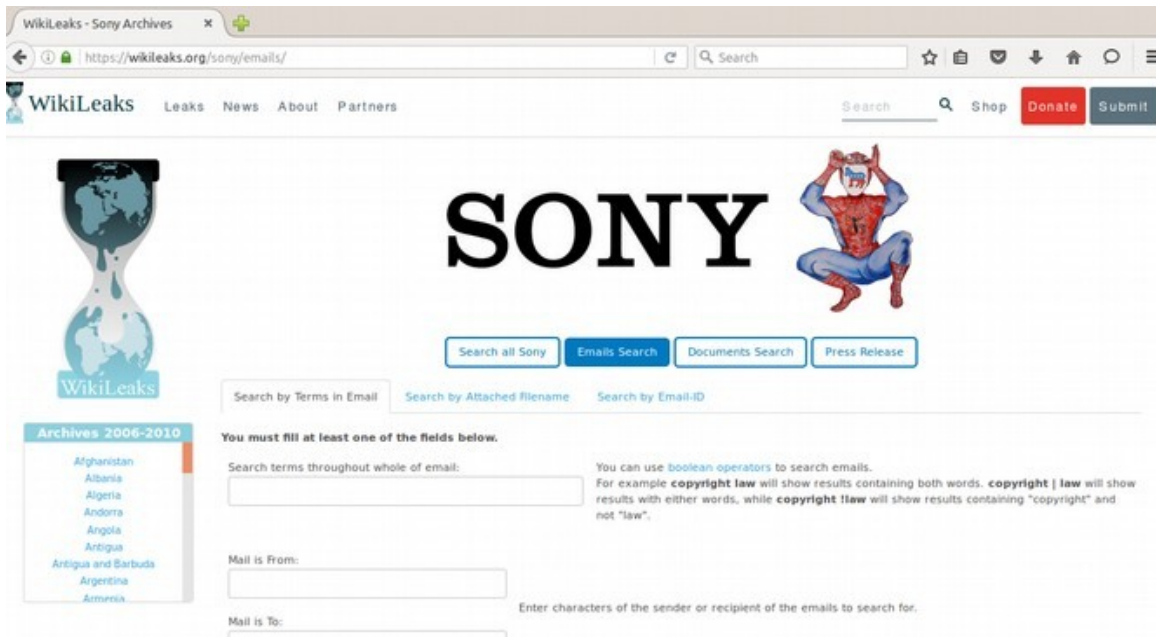 WikiLeaks - Sony Archives
https://wikileaks.org/sony/emails/
Search
WikiLeaks Leaks News About Partners
Search Shop Donate Submit
SONY
WikiLeaks
Search all Sony Emails Search Documents Search Press Release
Search by Terms in Email Search by Attached Filename Search by Email-ID
Archives 2006-2010
Afghanistan
Albania
Algeria
Andorra
Angola
Antigua
Antigua and Barbuda
Argentina
Armenia
You must fill at least one of the fields below.
Search terms throughout whole of email:
You can use boolean operators to search emails.
For example copyright law will show results containing both words. copyright | law will show
results with either words, while copyright !law will show results containing "copyright" and
not "law".
Mail is From:
Enter characters of the sender or recipient of the emails to search for.
Mail is To: